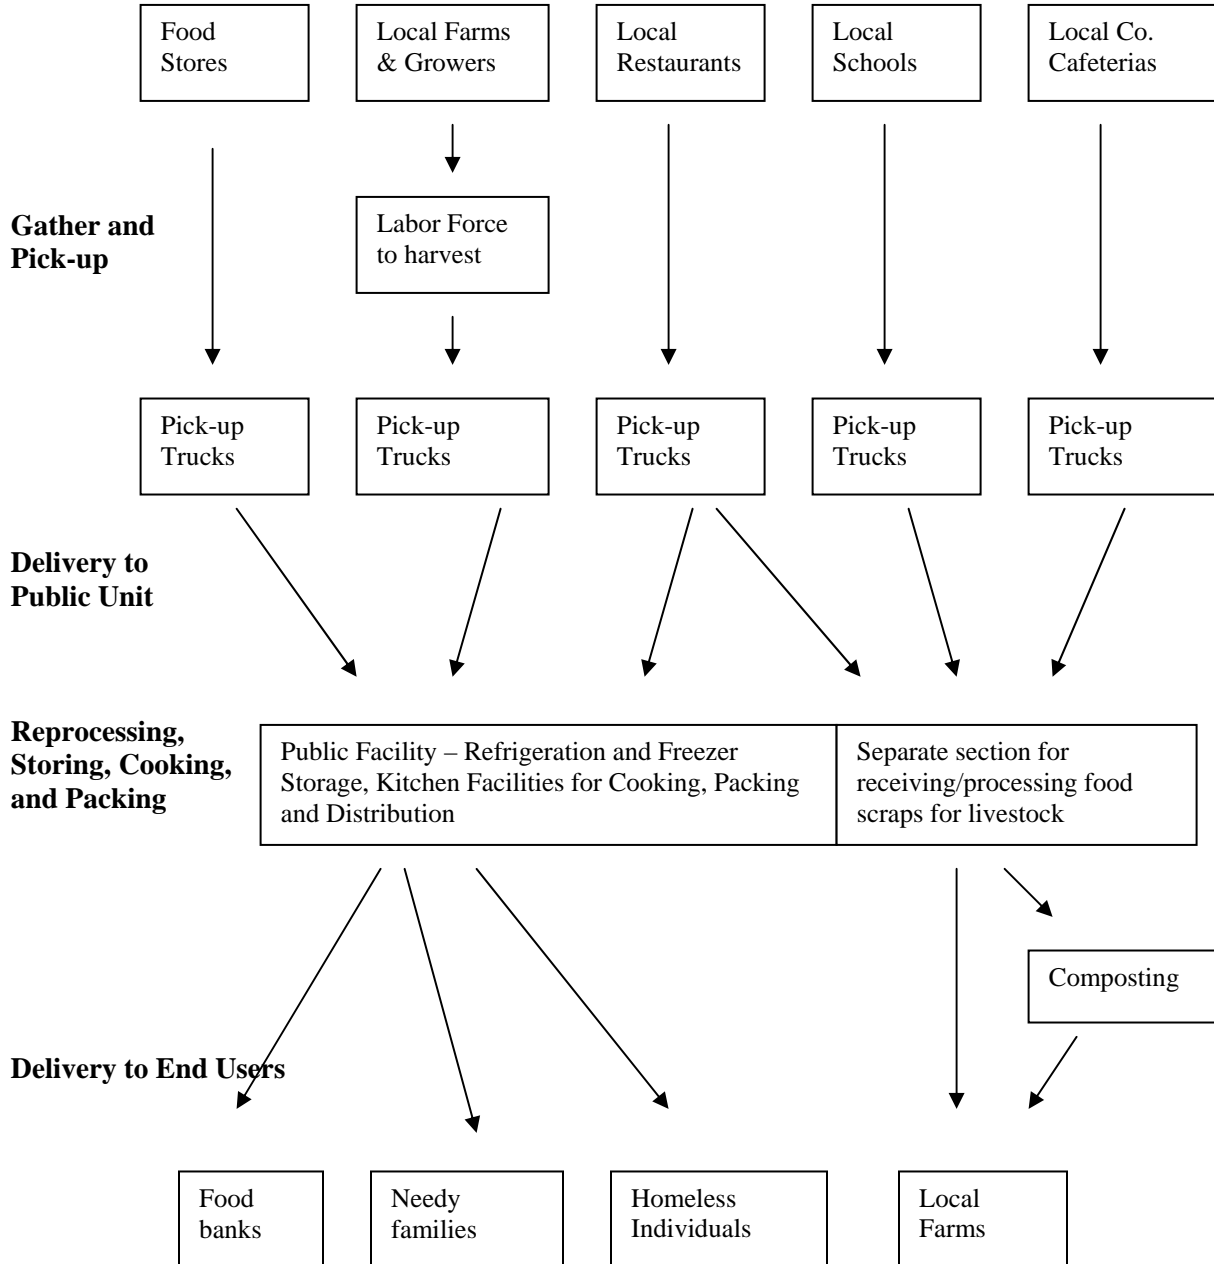 Food
Stores
Local Farms
& Growers
Local
Restaurants
Local
Schools
Local Co.
Cafeterias
Gather and
Pick-up
Labor Force
to harvest
Pick-up
Trucks
Pick-up
Trucks
Pick-up
Trucks
Pick-up
Trucks
Pick-up
Trucks
Delivery to
Public Unit
Reprocessing,
Storing, Cooking,
and Packing
Public Facility – Refrigeration and Freezer
Storage, Kitchen Facilities for Cooking, Packing
and Distribution
Separate section for
receiving/processing food
scraps for livestock
Composting
Delivery to End Users
Food
banks
Needy
families
Homeless
Individuals
Local
Farms